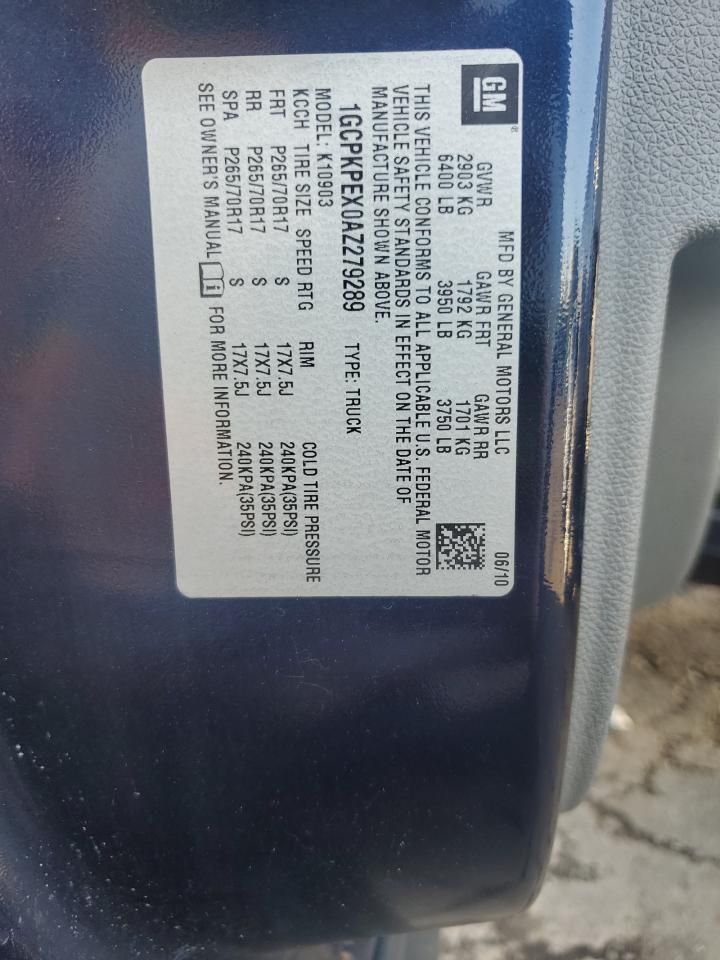 GM
MFD BY GENERAL MOTORS LLC 06/10
GVWR GAWR FRT GAWR RR
2903 KG 1792 KG 1701 KG
6400 LB 3950 LB 3750 LB
THIS VEHICLE CONFORMS TO ALL APPLICABLE U.S. FEDERAL MOTOR
VEHICLE SAFETY STANDARDS IN EFFECT ON THE DATE OF
MANUFACTURE SHOWN ABOVE.
1GCPKPEX0AZ279289 TYPE: TRUCK
MODEL: K10903
KCCH TIRE SIZE SPEED RTG RIM COLD TIRE PRESSURE
FRT P265/70R17 S 17X7.5J 240KPA(35PSI)
RR P265/70R17 S 17X7.5J 240KPA(35PSI)
SPA P265/70R17 S 17X7.5J 240KPA(35PSI)
SEE OWNER'S MANUAL i FOR MORE INFORMATION.